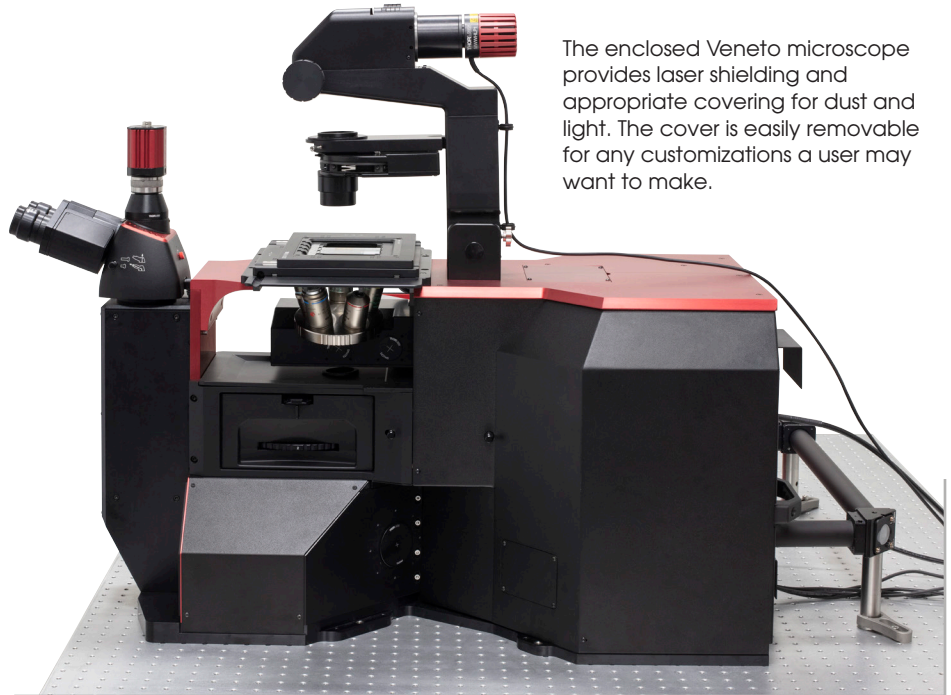 The enclosed Veneto microscope
provides laser shielding and
appropriate covering for dust and
light. The cover is easily removable
for any customizations a user may
want to make.